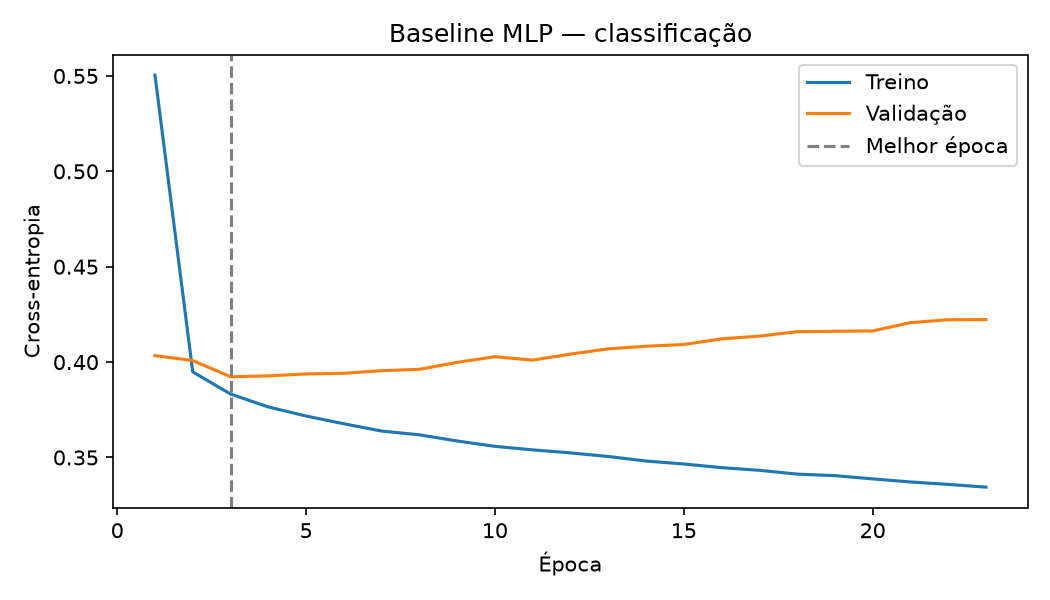 Baseline MLP — classificação
Treino
Validação
Melhor época
Cross-entropia
0.55
0.50
0.45
0.40
0.35
0 5 10 15 20
Época